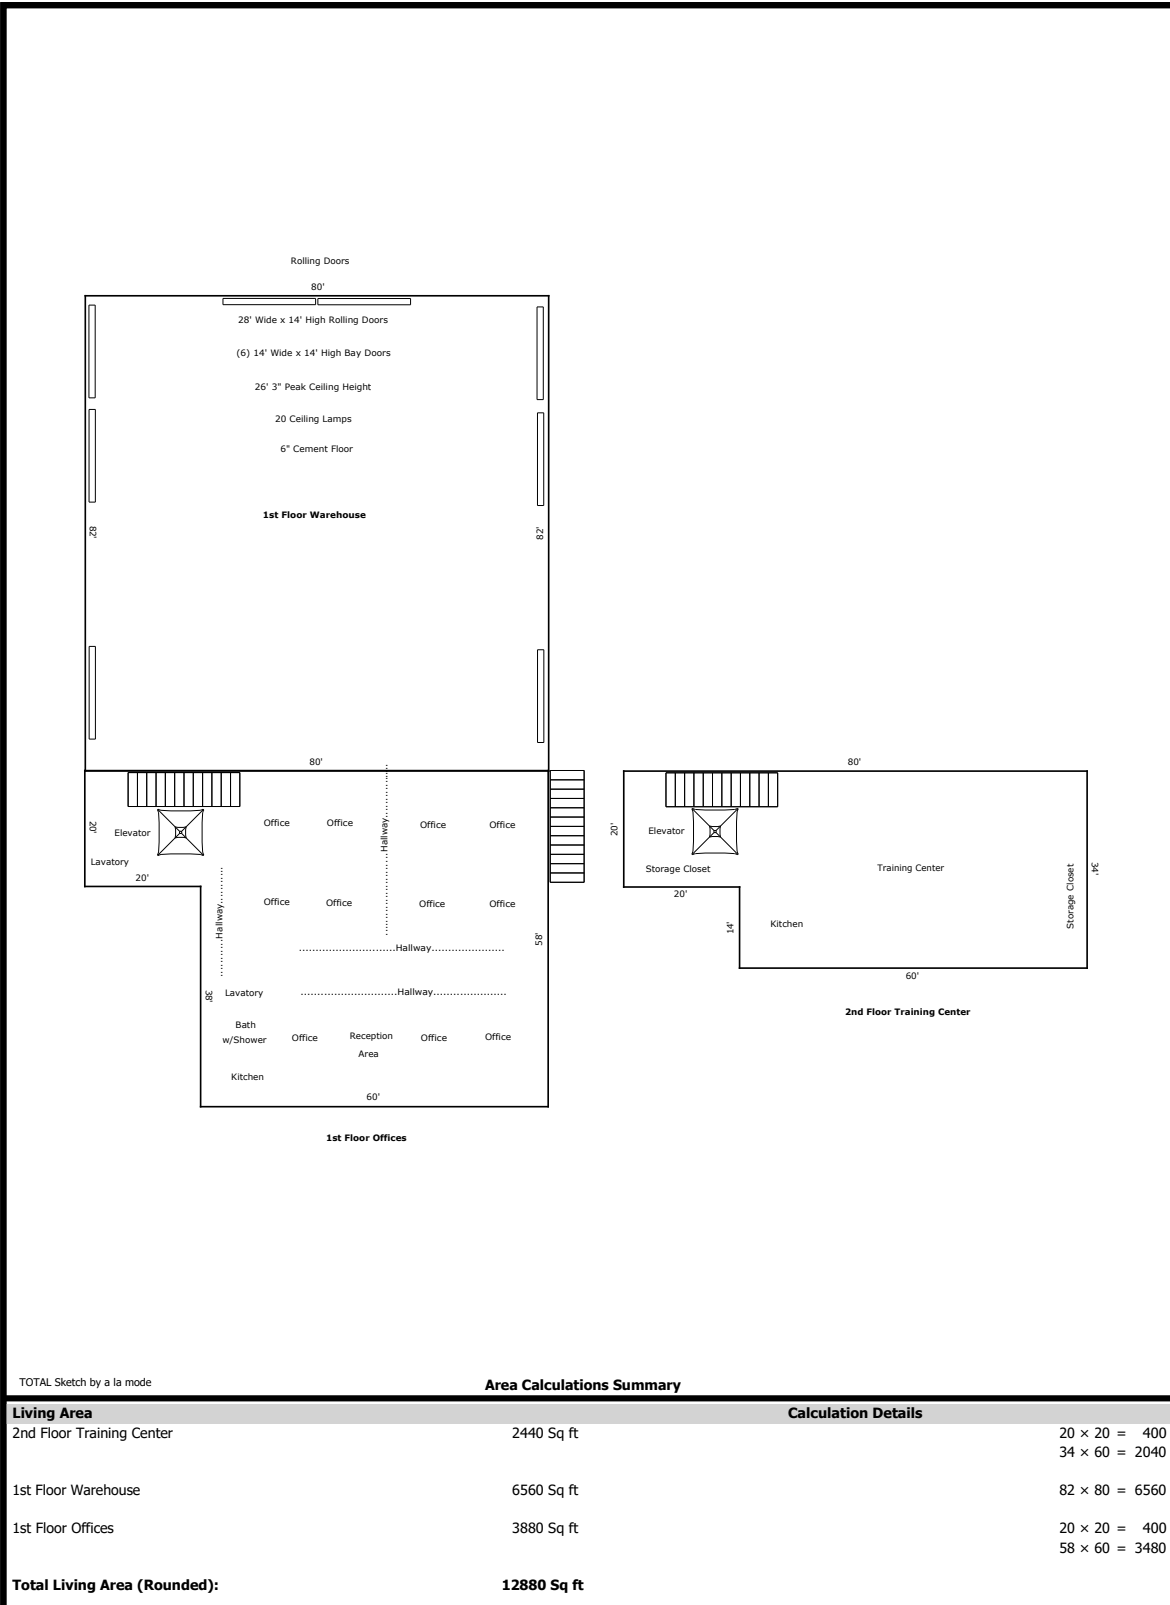 Rolling Doors
80'
28' Wide x 14' High Rolling Doors
(6) 14' Wide x 14' High Bay Doors
26' 3" Peak Ceiling Height
20 Ceiling Lamps
6" Cement Floor
1st Floor Warehouse
82'
82'
80'
20'
Elevator
Lavatory
20'
Office
Office
Hallway
Office
Office
Office
Office
Office
Office
Hallway
Hallway
58'
38'
Lavatory
Hallway
Bath
w/Shower
Office
Reception
Area
Office
Office
Kitchen
60'
1st Floor Offices
80'
20'
Elevator
Storage Closet
20'
Training Center
Storage Closet
34'
14'
Kitchen
60'
2nd Floor Training Center
TOTAL Sketch by a la mode
Area Calculations Summary
Living Area Calculation Details
2nd Floor Training Center 2440 Sq ft 20 × 20 = 400
34 × 60 = 2040
1st Floor Warehouse 6560 Sq ft 82 × 80 = 6560
1st Floor Offices 3880 Sq ft 20 × 20 = 400
58 × 60 = 3480
Total Living Area (Rounded): 12880 Sq ft